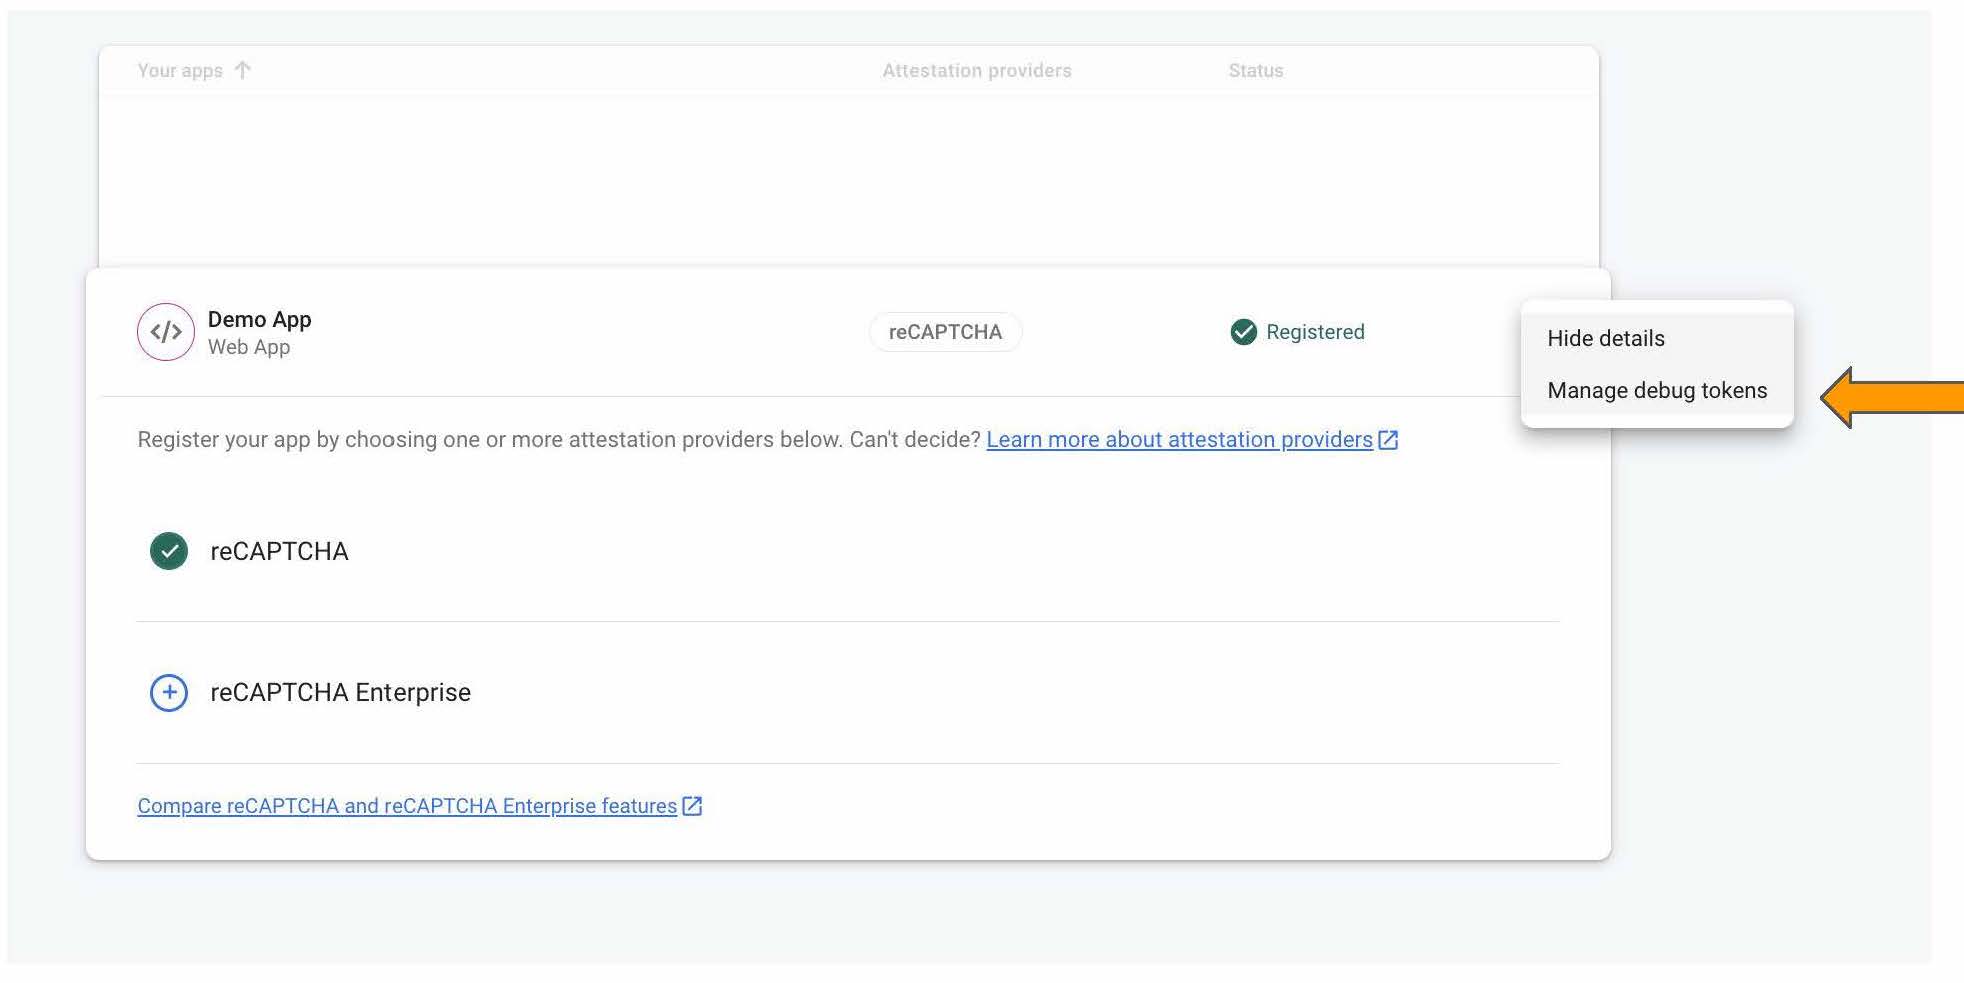 Your apps
Attestation providers
Status
Demo App
Web App
reCAPTCHA
Registered
Hide details
Manage debug tokens
Register your app by choosing one or more attestation providers below. Can't decide? Learn more about attestation providers
reCAPTCHA
reCAPTCHA Enterprise
Compare reCAPTCHA and reCAPTCHA Enterprise features